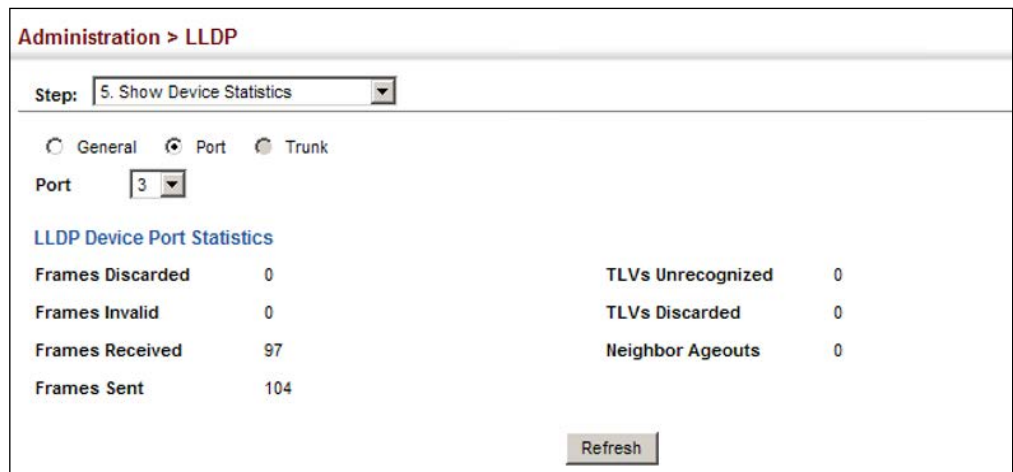 Administration > LLDP
Step: 5. Show Device Statistics
General Port Trunk
Port 3
LLDP Device Port Statistics
Frames Discarded 0 TLVs Unrecognized 0
Frames Invalid 0 TLVs Discarded 0
Frames Received 97 Neighbor Ageouts 0
Frames Sent 104
Refresh